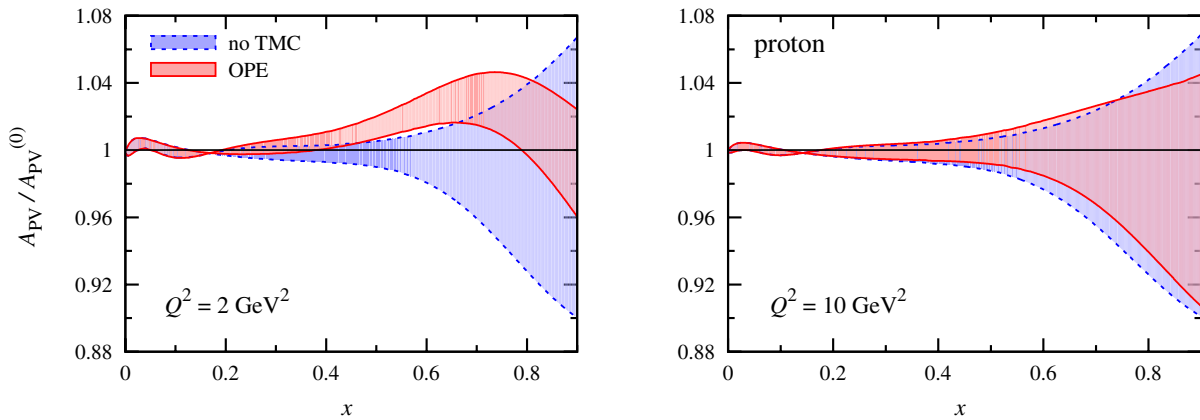 1.08
1.04
1
0.96
0.92
0.88
A_PV / A_PV^(0)
no TMC
OPE
Q^2 = 2 GeV^2
0
0.2
0.4
0.6
0.8
x
1.08
1.04
1
0.96
0.92
0.88
proton
Q^2 = 10 GeV^2
0
0.2
0.4
0.6
0.8
x